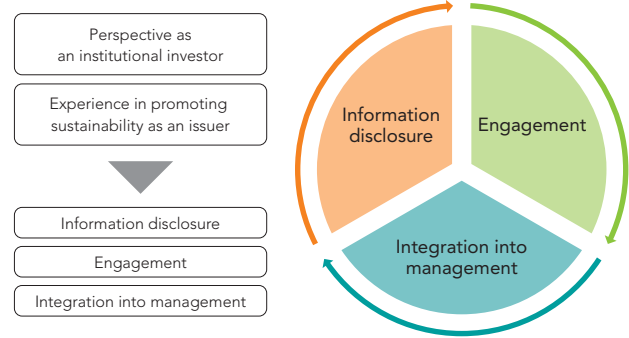 Perspective as
an institutional investor
Experience in promoting
sustainability as an issuer
Information disclosure
Engagement
Integration into management
Information
disclosure
Engagement
Integration into
management